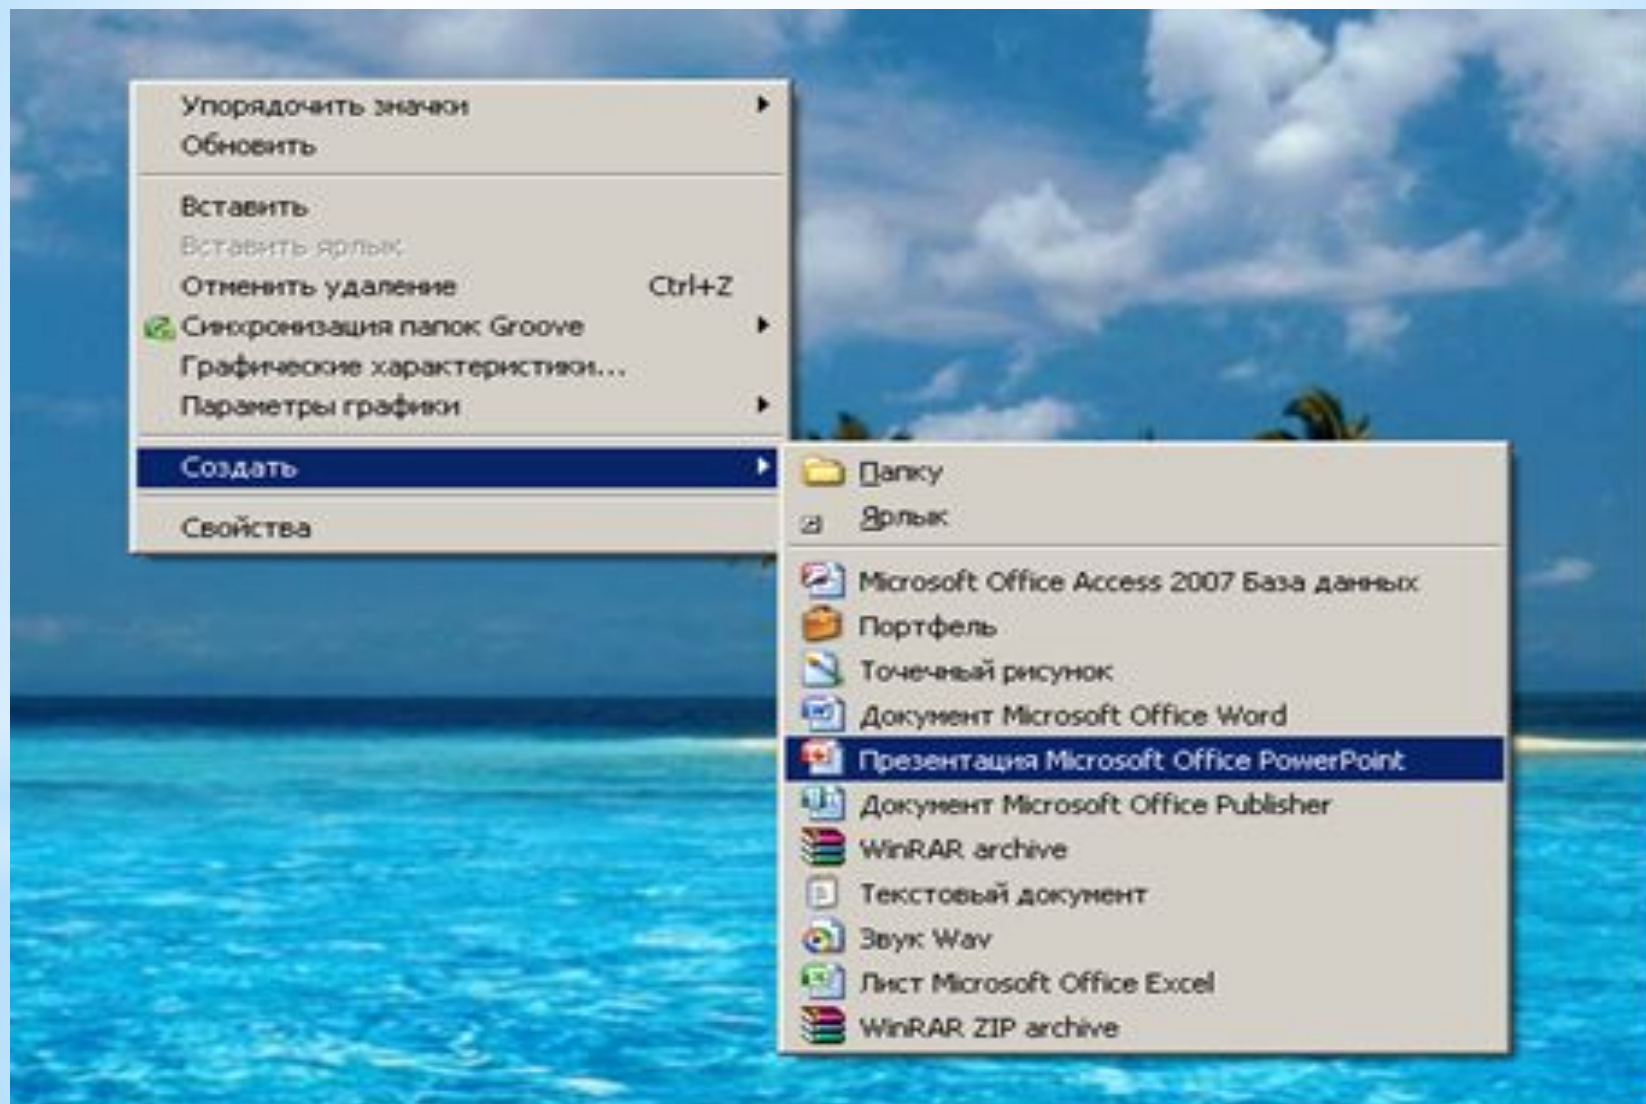 Упорядочить значки
Обновить
Вставить
Вставить ярлык
Отменить удаление Ctrl+Z
Синхронизация папок Groove
Графические характеристики...
Параметры графики
Создать
Свойства
Папку
Ярлык
Microsoft Office Access 2007 База данных
Портфель
Точечный рисунок
Документ Microsoft Office Word
Презентация Microsoft Office PowerPoint
Документ Microsoft Office Publisher
WinRAR archive
Текстовый документ
Звук Wav
Лист Microsoft Office Excel
WinRAR ZIP archive